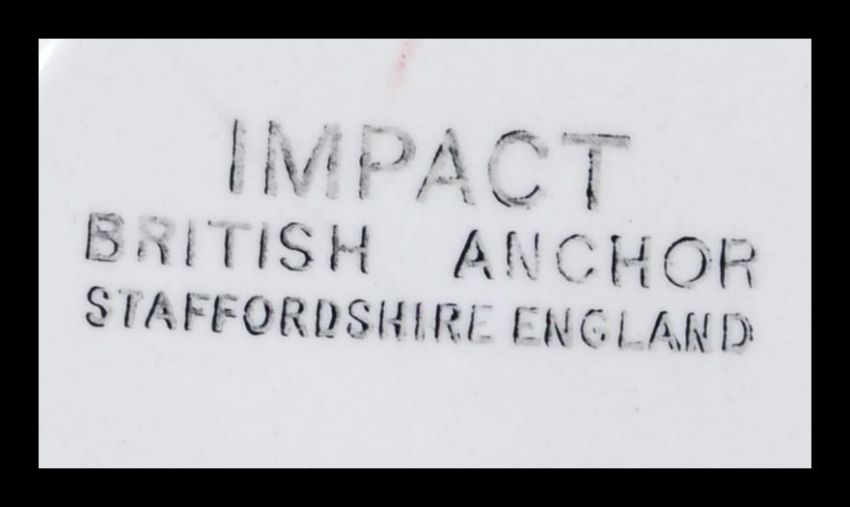 IMPACT
BRITISH ANCHOR
STAFFORDSHIRE ENGLAND